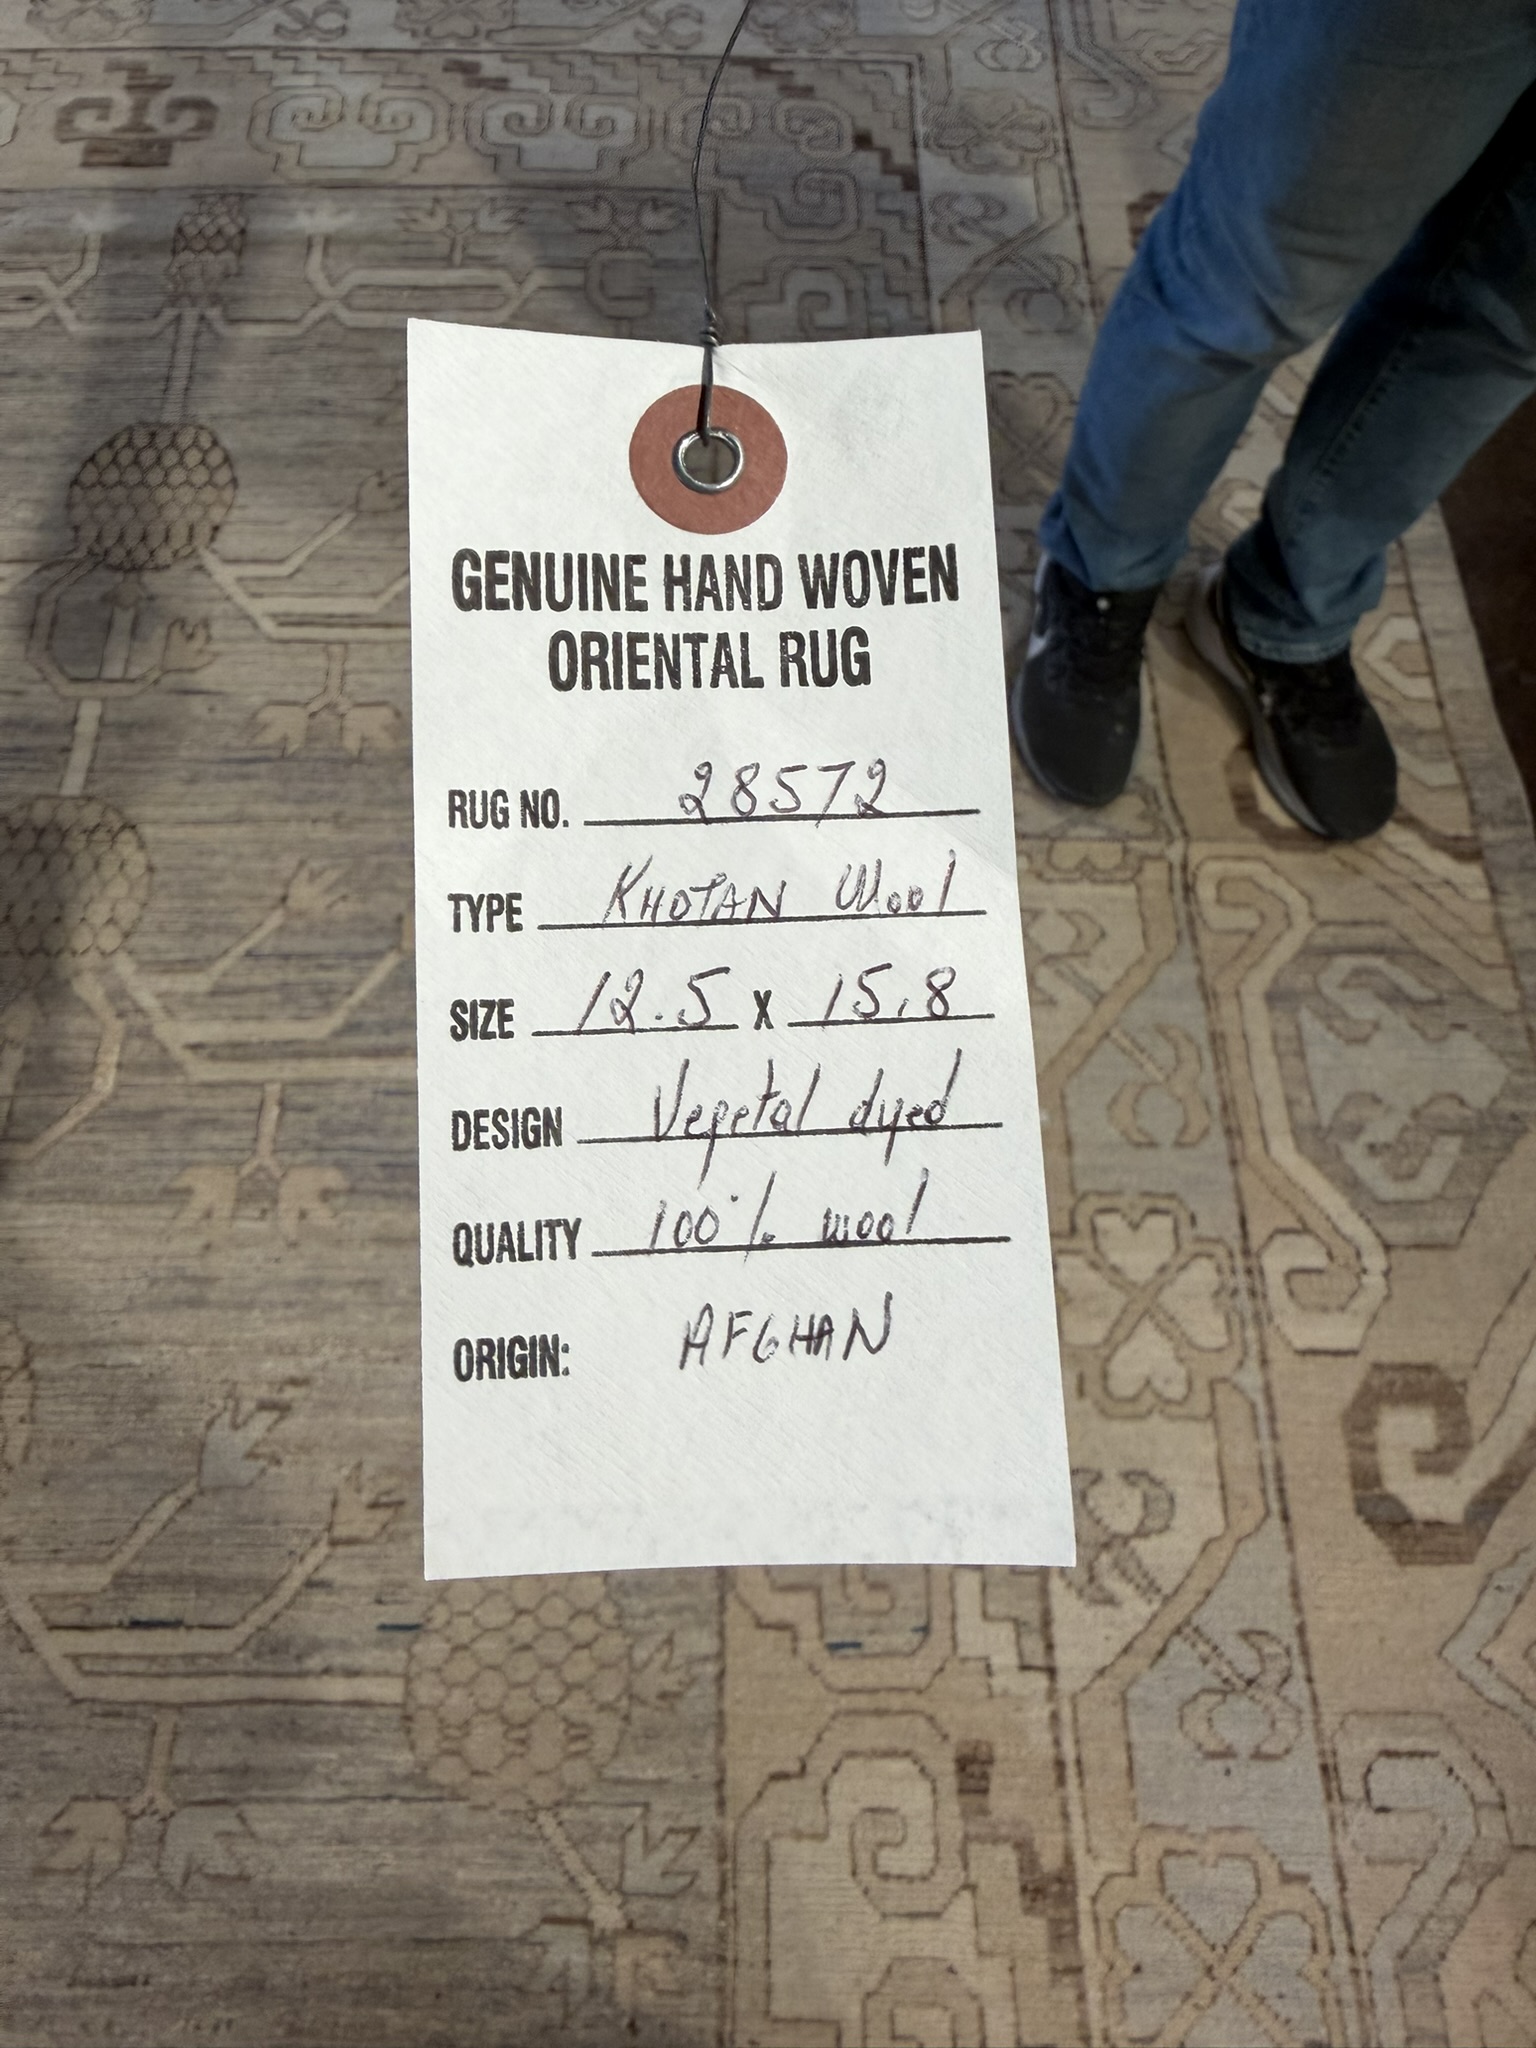 GENUINE HAND WOVEN
ORIENTAL RUG
RUG NO. 28572
TYPE KHOTAN Wool
SIZE 12.5 X 15.8
DESIGN Vegetal dyed
QUALITY 100% wool
ORIGIN: AFGHAN